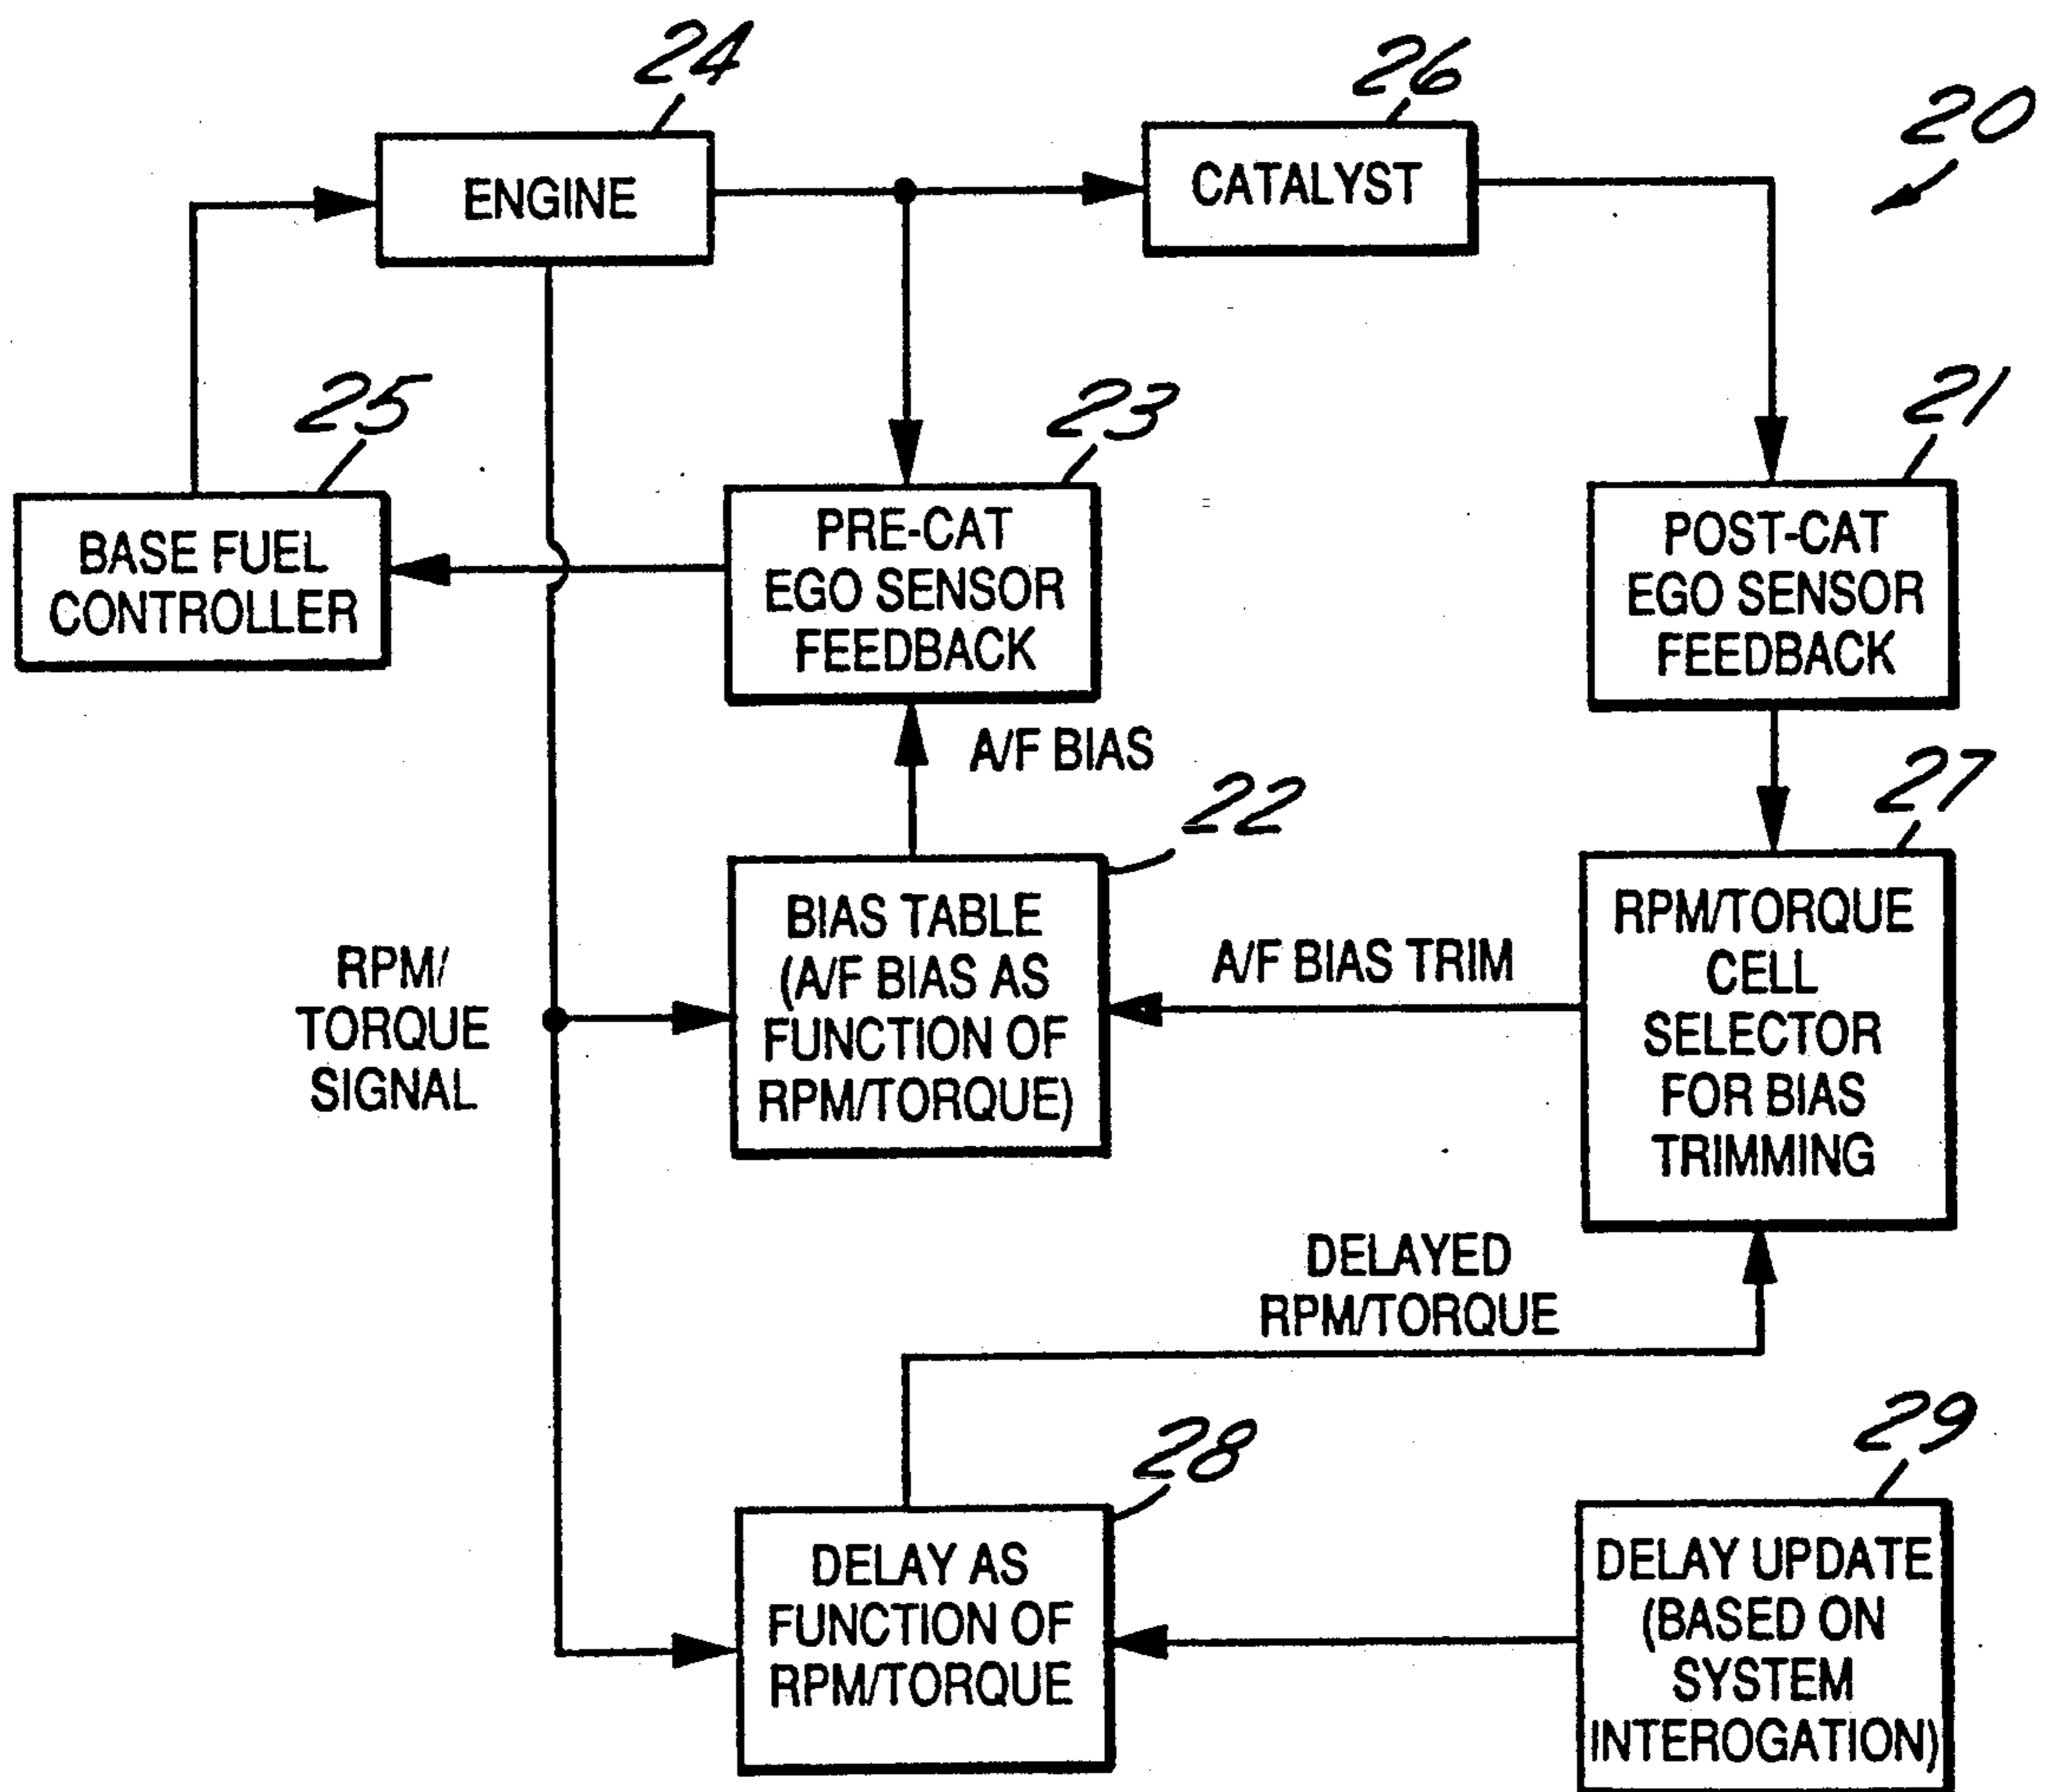 24
26
20
ENGINE
CATALYST
25
23
21
BASE FUEL
CONTROLLER
PRE-CAT
EGO SENSOR
FEEDBACK
POST-CAT
EGO SENSOR
FEEDBACK
A/F BIAS
22
27
BIAS TABLE
(A/F BIAS AS
FUNCTION OF
RPM/TORQUE)
RPM/
TORQUE
SIGNAL
A/F BIAS TRIM
RPM/TORQUE
CELL
SELECTOR
FOR BIAS
TRIMMING
DELAYED
RPM/TORQUE
28
29
DELAY AS
FUNCTION OF
RPM/TORQUE
DELAY UPDATE
(BASED ON
SYSTEM
INTEROGATION)